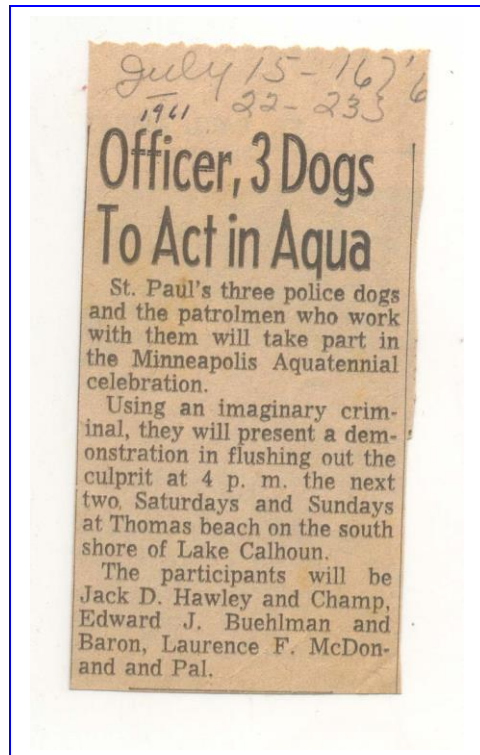 July 15-16 } '6
1961 22-23
Officer, 3 Dogs
To Act in Aqua
St. Paul's three police dogs
and the patrolmen who work
with them will take part in
the Minneapolis Aquatennial
celebration.
Using an imaginary crim-
inal, they will present a dem-
onstration in flushing out the
culprit at 4 p. m. the next
two Saturdays and Sundays
at Thomas beach on the south
shore of Lake Calhoun.
The participants will be
Jack D. Hawley and Champ,
Edward J. Buehlman and
Baron, Laurence F. McDon-
and and Pal.